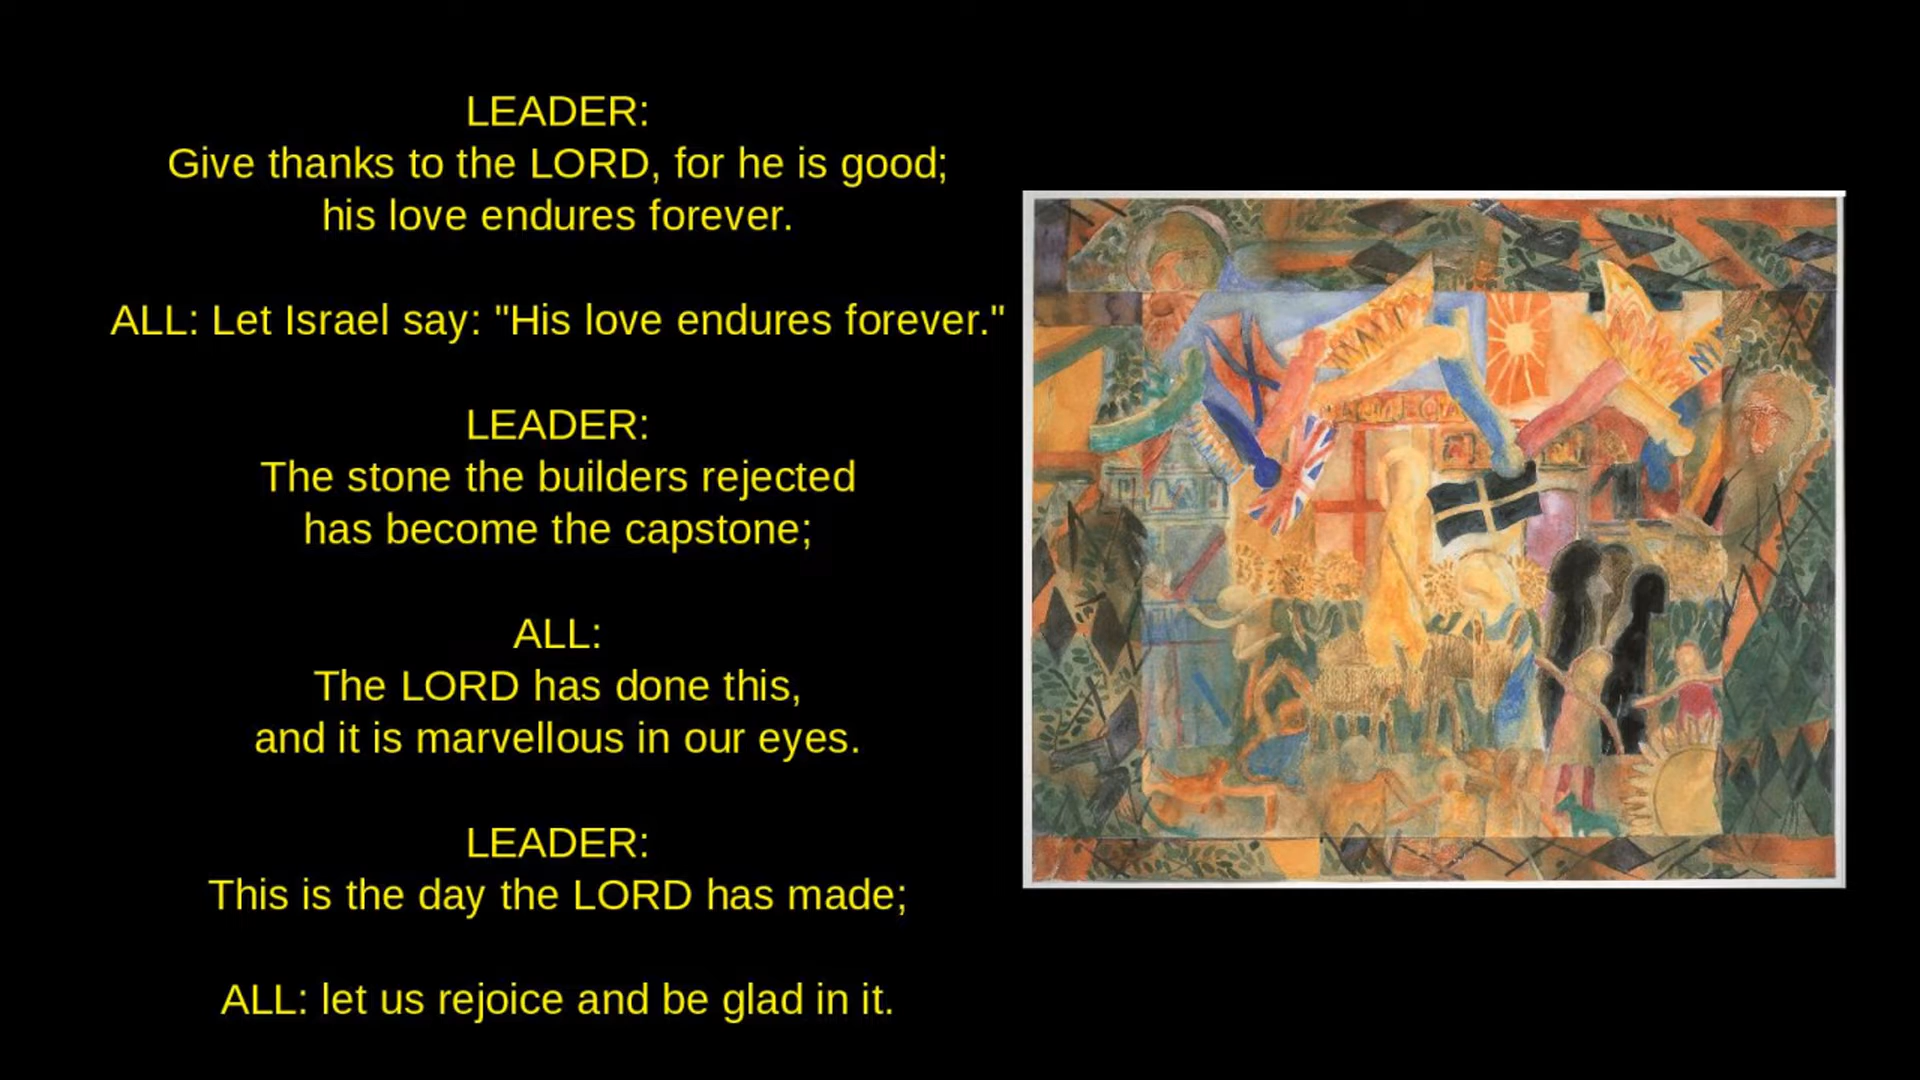 LEADER:
Give thanks to the LORD, for he is good;
his love endures forever.
ALL: Let Israel say: "His love endures forever."
LEADER:
The stone the builders rejected
has become the capstone;
ALL:
The LORD has done this,
and it is marvellous in our eyes.
LEADER:
This is the day the LORD has made;
ALL: let us rejoice and be glad in it.